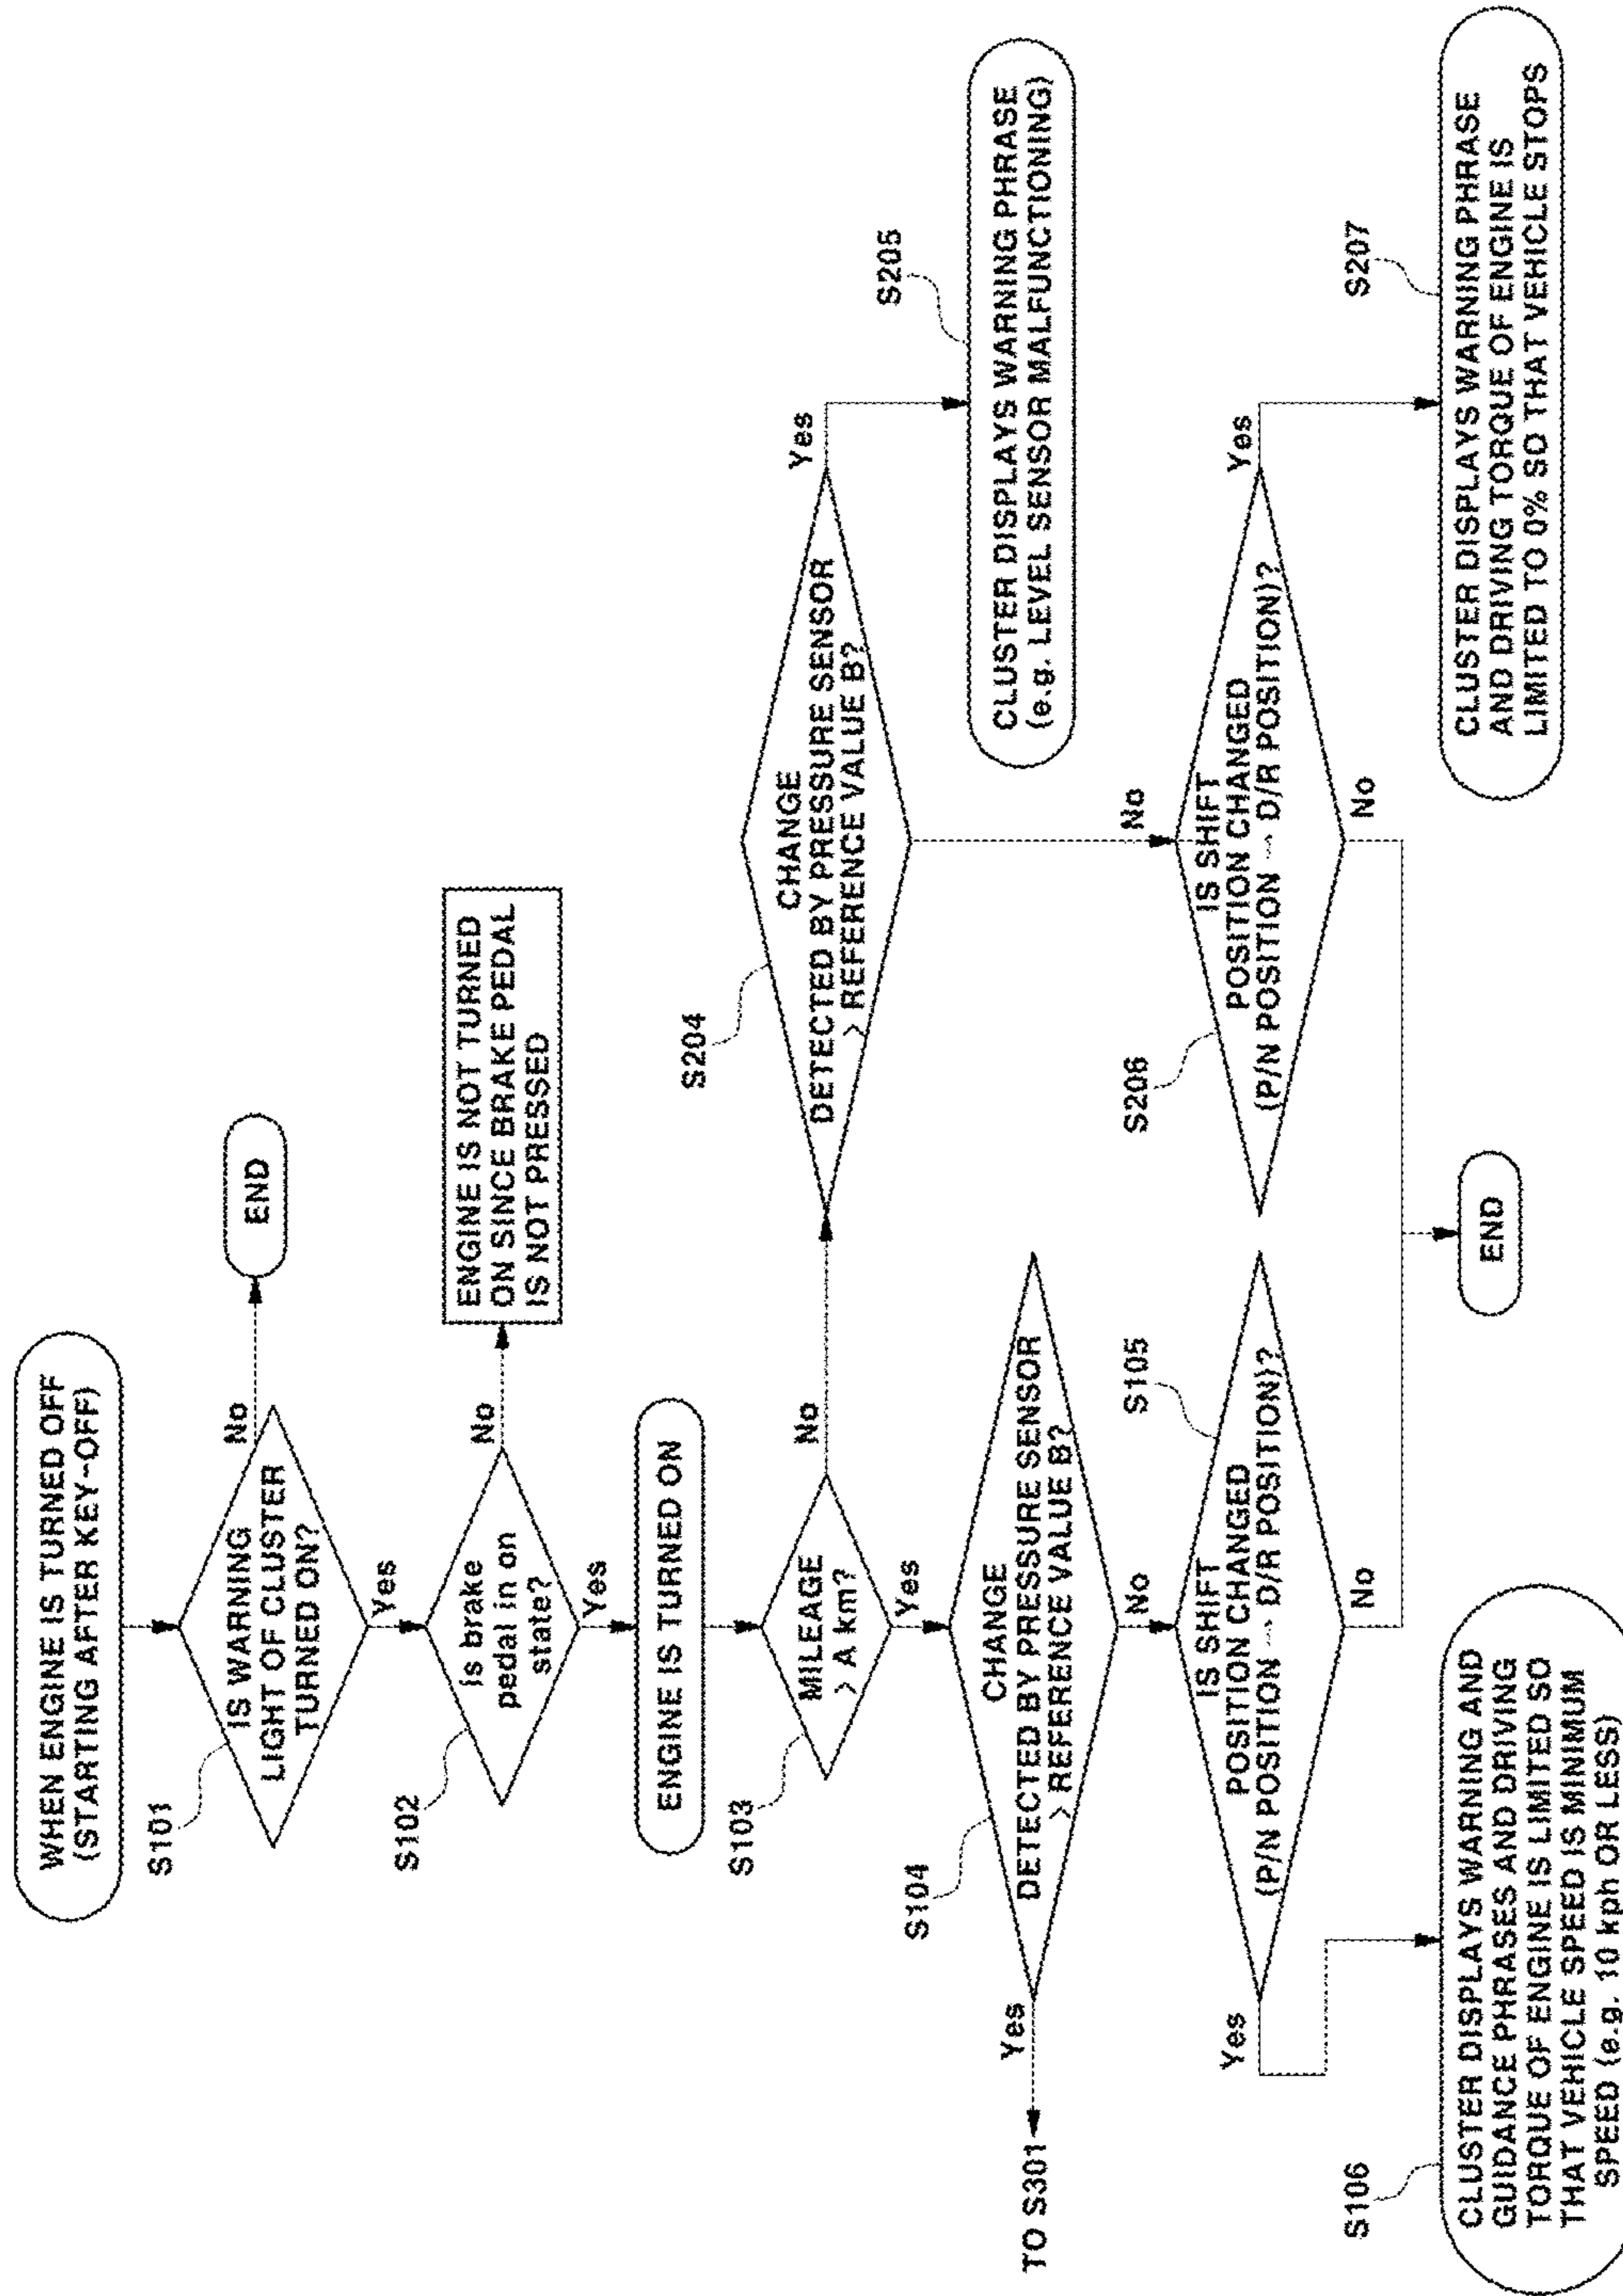 WHEN ENGINE IS TURNED OFF
(STARTING AFTER KEY-OFF)
S101
IS WARNING
LIGHT OF CLUSTER
TURNED ON?
No
END
Yes
S102
is brake
pedal in on
state?
No
ENGINE IS NOT TURNED
ON SINCE BRAKE PEDAL
IS NOT PRESSED
Yes
ENGINE IS TURNED ON
S103
MILEAGE
> A km?
No
Yes
S104
CHANGE
DETECTED BY PRESSURE SENSOR
> REFERENCE VALUE B?
Yes
TO S301
No
S204
CHANGE
DETECTED BY PRESSURE SENSOR
> REFERENCE VALUE B?
Yes
S205
CLUSTER DISPLAYS WARNING PHRASE
(e.g. LEVEL SENSOR MALFUNCTIONING)
No
S105
IS SHIFT
POSITION CHANGED
(P/N POSITION → D/R POSITION)?
Yes
No
S206
IS SHIFT
POSITION CHANGED
(P/N POSITION → D/R POSITION)?
Yes
No
S106
CLUSTER DISPLAYS WARNING AND
GUIDANCE PHRASES AND DRIVING
TORQUE OF ENGINE IS LIMITED SO
THAT VEHICLE SPEED IS MINIMUM
SPEED (e.g. 10 kph OR LESS)
END
S207
CLUSTER DISPLAYS WARNING PHRASE
AND DRIVING TORQUE OF ENGINE IS
LIMITED TO 0% SO THAT VEHICLE STOPS